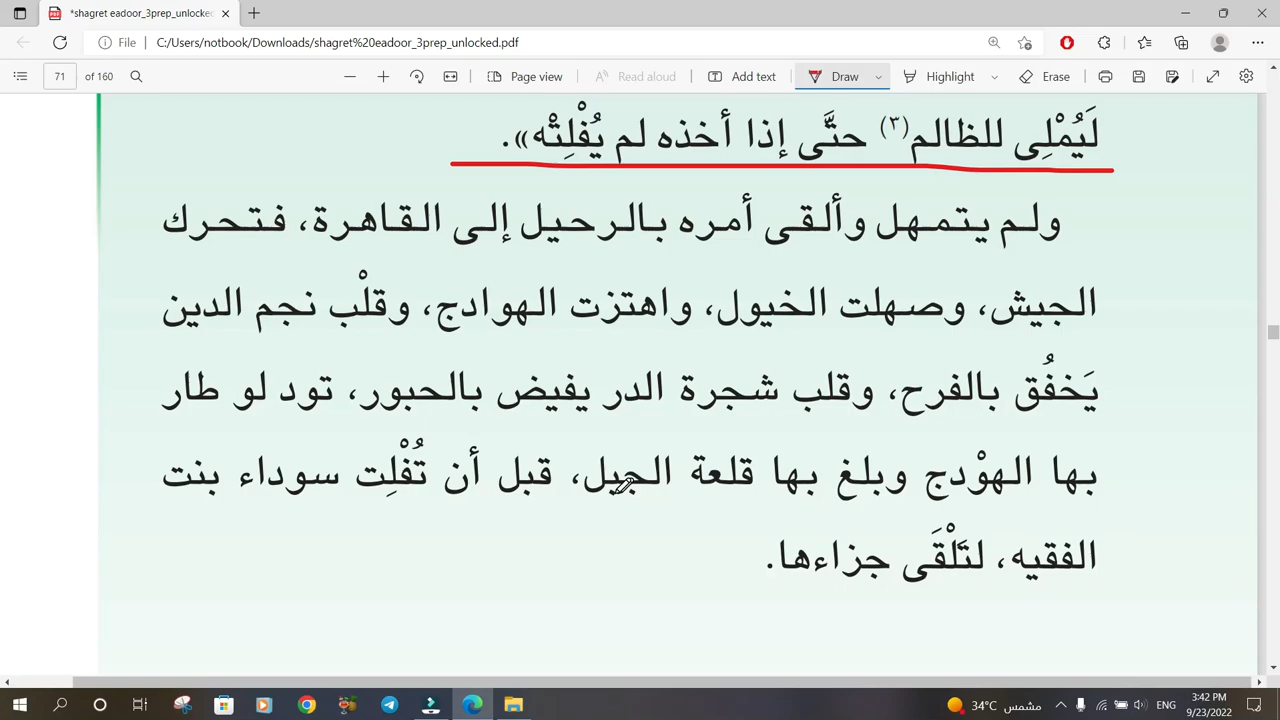 *shagret eadoor_3prep_unlocked.
File C:/Users/notbook/Downloads/shagret%20eadoor_3prep_unlocked.pdf
71 of 160 Page view Read aloud Add text Draw Highlight Erase
لَيُمْلِى للظالم(٣) حتَّى إذا أخذه لم يُفْلِتْه».
ولم يتمهل وألقى أمره بالرحيل إلى القاهرة، فتحرك
الجيش، وصهلت الخيول، واهتزت الهوادج، وقلْب نجم الدين
يَخفُق بالفرح، وقلب شجرة الدر يفيض بالحبور، تود لو طار
بها الهوْدج وبلغ بها قلعة الجبل، قبل أن تُفْلِت سوداء بنت
الفقيه، لتَلْقَى جزاءها.
34°C مشمس ENG 3:42 PM
9/23/2022